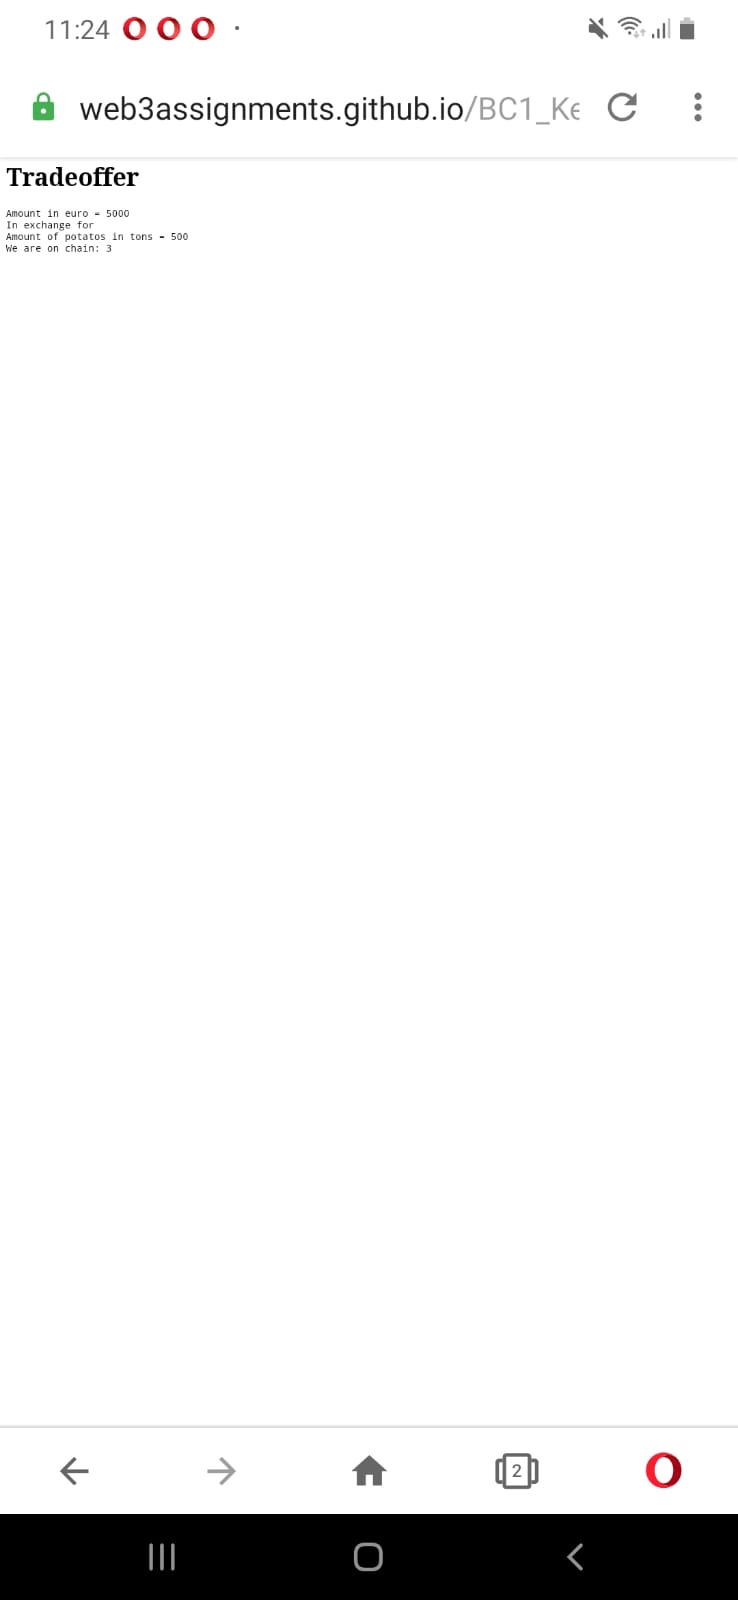 11:24
web3assignments.github.io/BC1_Ke
Tradeoffer
Amount in euro = 5000
In exchange for
Amount of potatos in tons = 500
We are on chain: 3
2